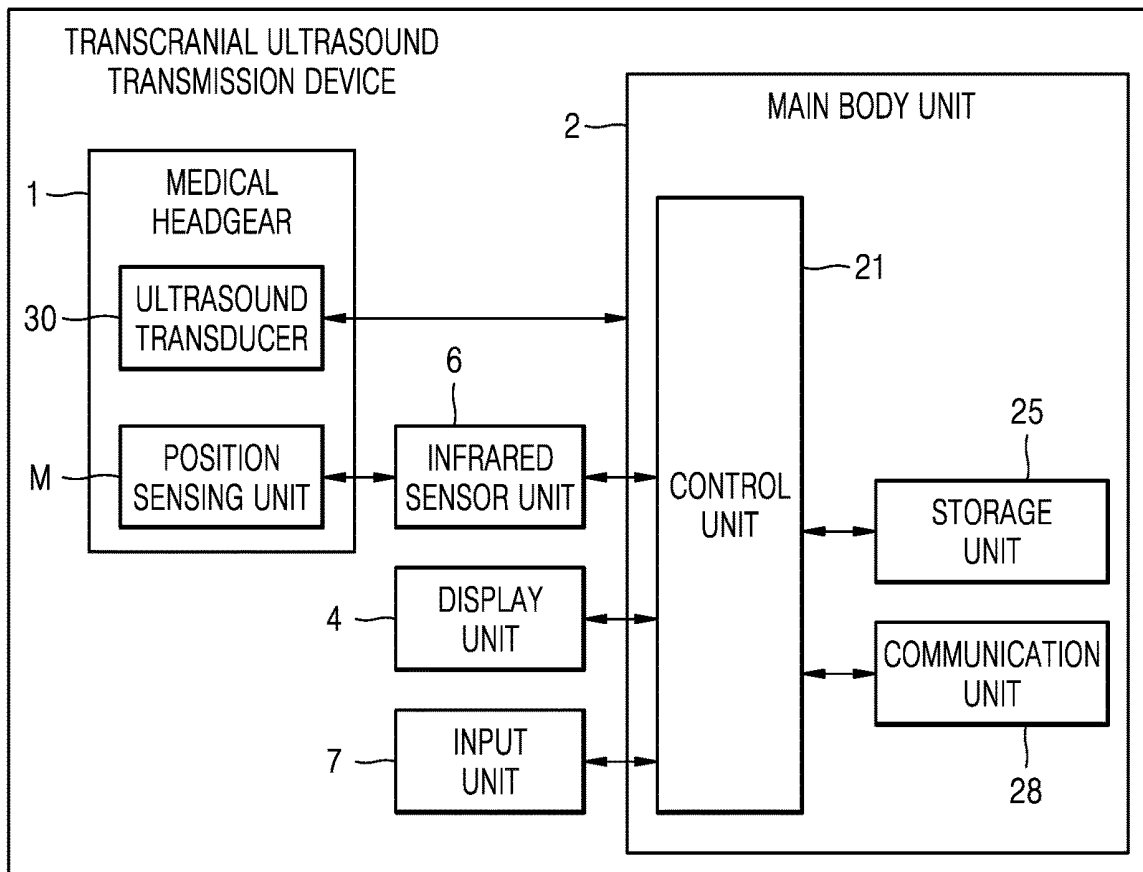 TRANSCRANIAL ULTRASOUND
TRANSMISSION DEVICE
MAIN BODY UNIT
2
1
MEDICAL
HEADGEAR
21
30
ULTRASOUND
TRANSDUCER
6
25
M
POSITION
SENSING UNIT
INFRARED
SENSOR UNIT
CONTROL
UNIT
STORAGE
UNIT
4
DISPLAY
UNIT
COMMUNICATION
UNIT
7
INPUT
UNIT
28